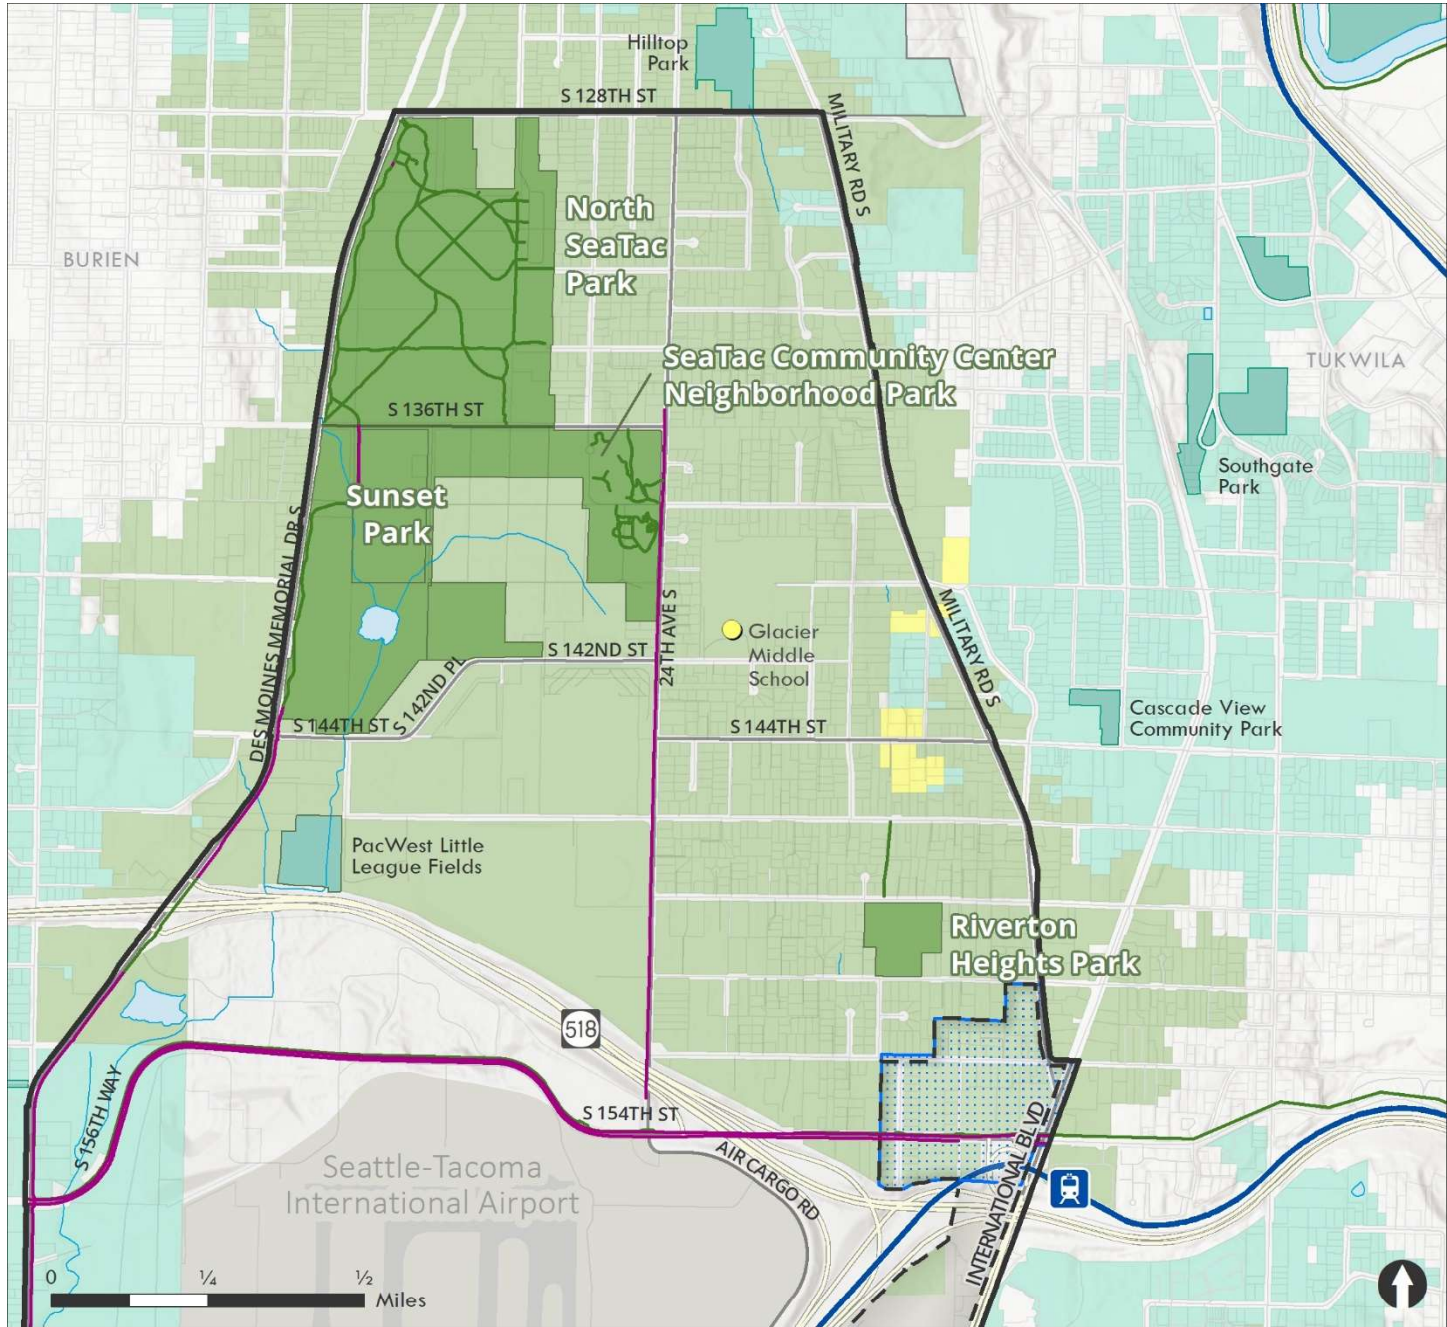 Hilltop
Park
S 128TH ST
MILITARY RD S
North
SeaTac
Park
BURIEN
SeaTac Community Center
Neighborhood Park
TUKWILA
S 136TH ST
Southgate
Park
Sunset
Park
DES MOINES MEMORIAL DR S
24TH AVE S
Glacier
Middle
School
MILITARY RD S
S 142ND ST
S 142ND PL
S 144TH ST
S 144TH ST
Cascade View
Community Park
PacWest Little
League Fields
Riverton
Heights Park
518
S 154TH ST
S 156TH WAY
AIR CARGO RD
INTERNATIONAL BLVD
Seattle-Tacoma
International Airport
0 ¼ ½
Miles